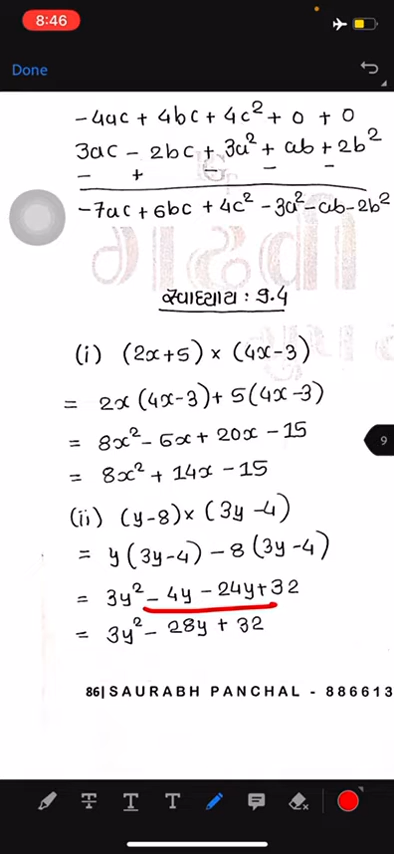 8:46
Done
-4ac + 4bc + 4c² + 0 + 0
3ac - 2bc + 3a² + ab + 2b²
- + - - -
-7ac + 6bc + 4c² - 3a² - ab - 2b²
સ્વાધ્યાય : 9.4
(i) (2x+5) × (4x-3)
= 2x (4x-3) + 5(4x-3)
= 8x² - 6x + 20x - 15
= 8x² + 14x - 15
9
(ii) (y-8) × (3y-4)
= y(3y-4) - 8(3y-4)
= 3y² - 4y - 24y + 32
= 3y² - 28y + 32
86| SAURABH PANCHAL - 886613
T T T